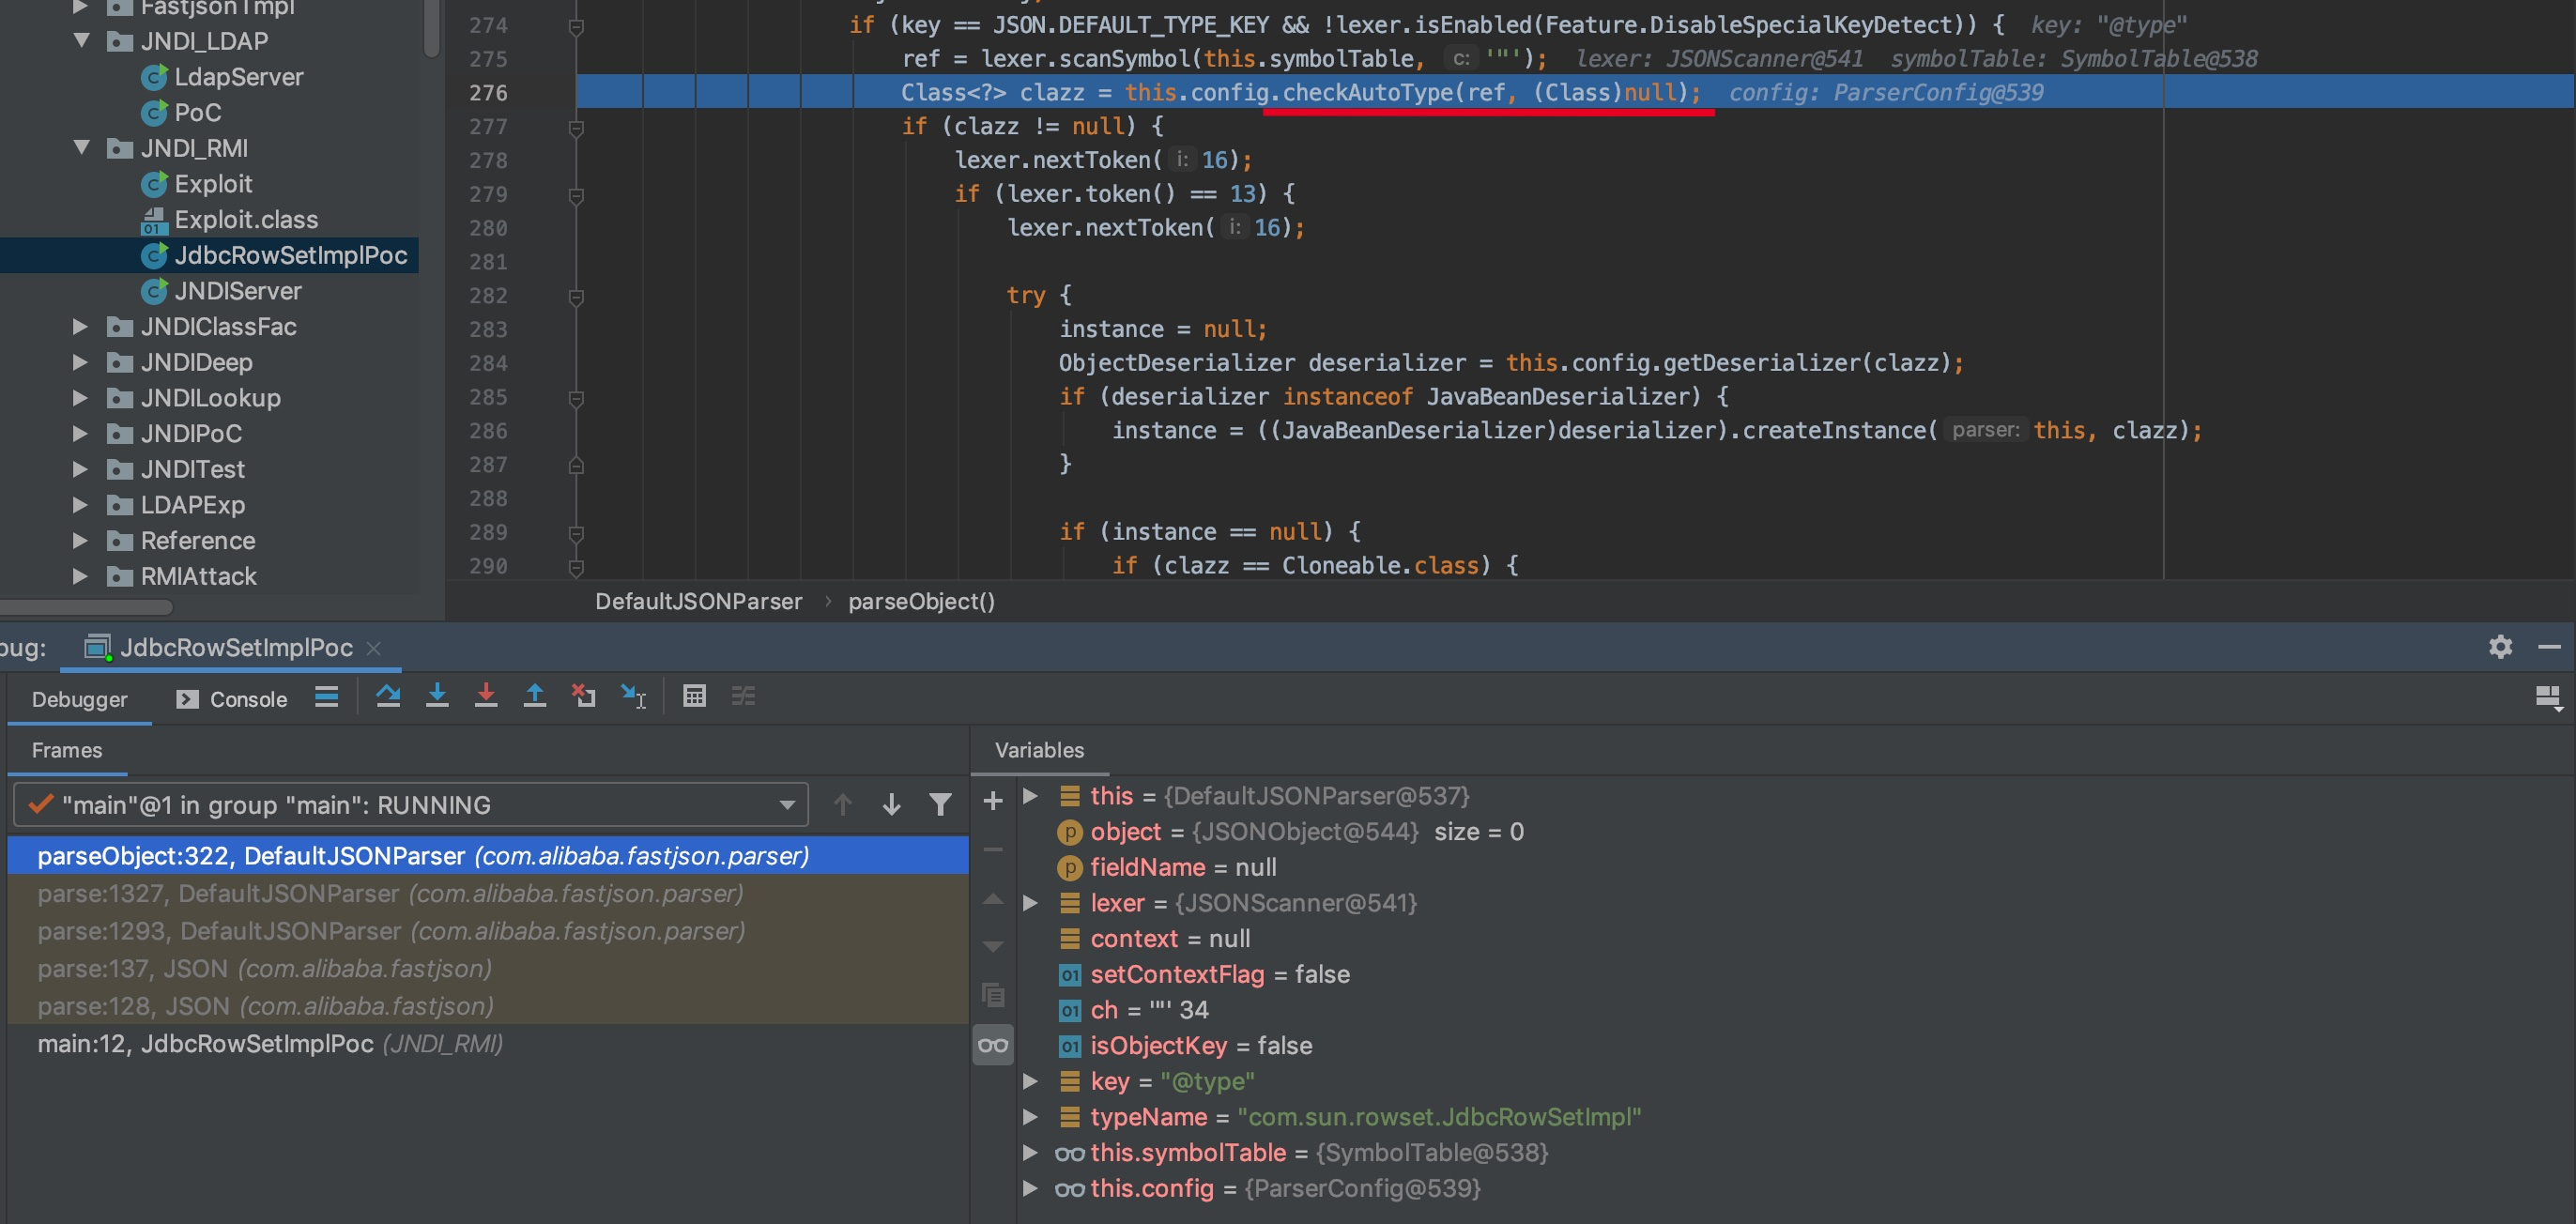 FastjsonTmpl
JNDI_LDAP
LdapServer
PoC
JNDI_RMI
Exploit
Exploit.class
JdbcRowSetImplPoc
JNDIServer
JNDIClassFac
JNDIDeep
JNDILookup
JNDIPoC
JNDITest
LDAPExp
Reference
RMIAttack
274 if (key == JSON.DEFAULT_TYPE_KEY && !lexer.isEnabled(Feature.DisableSpecialKeyDetect)) { key: "@type"
275 ref = lexer.scanSymbol(this.symbolTable, c: '"'); lexer: JSONScanner@541 symbolTable: SymbolTable@538
276 Class<?> clazz = this.config.checkAutoType(ref, (Class)null); config: ParserConfig@539
277 if (clazz != null) {
278 lexer.nextToken( i: 16);
279 if (lexer.token() == 13) {
280 lexer.nextToken( i: 16);
281
282 try {
283 instance = null;
284 ObjectDeserializer deserializer = this.config.getDeserializer(clazz);
285 if (deserializer instanceof JavaBeanDeserializer) {
286 instance = ((JavaBeanDeserializer)deserializer).createInstance( parser: this, clazz);
287 }
288
289 if (instance == null) {
290 if (clazz == Cloneable.class) {
DefaultJSONParser › parseObject()
bug: JdbcRowSetImplPoc ×
Debugger Console
Frames
"main"@1 in group "main": RUNNING
parseObject:322, DefaultJSONParser (com.alibaba.fastjson.parser)
parse:1327, DefaultJSONParser (com.alibaba.fastjson.parser)
parse:1293, DefaultJSONParser (com.alibaba.fastjson.parser)
parse:137, JSON (com.alibaba.fastjson)
parse:128, JSON (com.alibaba.fastjson)
main:12, JdbcRowSetImplPoc (JNDI_RMI)
Variables
this = {DefaultJSONParser@537}
p object = {JSONObject@544} size = 0
p fieldName = null
lexer = {JSONScanner@541}
context = null
01 setContextFlag = false
01 ch = '"' 34
01 isObjectKey = false
key = "@type"
typeName = "com.sun.rowset.JdbcRowSetImpl"
this.symbolTable = {SymbolTable@538}
this.config = {ParserConfig@539}